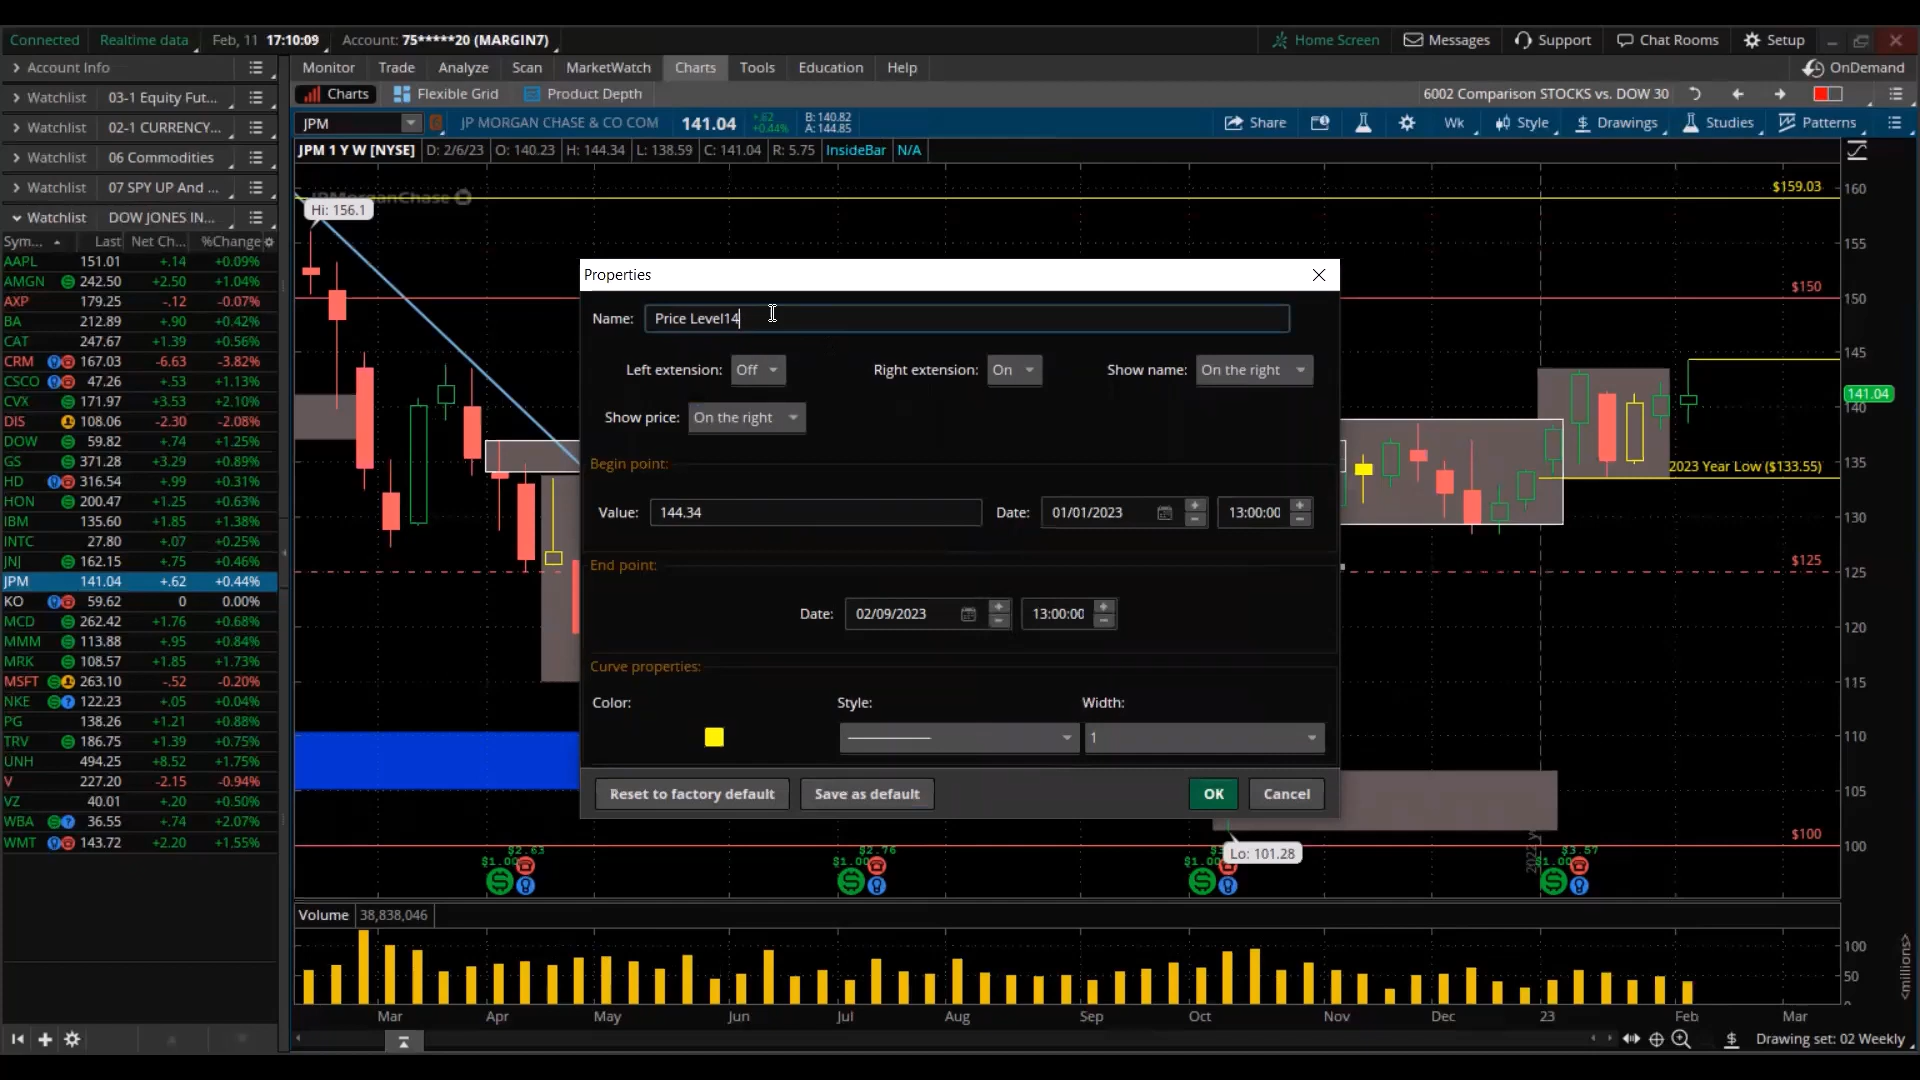 Connected Realtime data Feb, 11 17:10:09 Account: 75*****20 (MARGIN7) Home Screen Messages Support Chat Rooms Setup
Account Info Monitor Trade Analyze Scan MarketWatch Charts Tools Education Help OnDemand
Watchlist 03-1 Equity Fut... Charts Flexible Grid Product Depth 6002 Comparison STOCKS vs. DOW 30
Watchlist 02-1 CURRENCY... JPM JP MORGAN CHASE & CO COM 141.04 +.62 +0.44% B: 140.82 A: 144.85 Share Wk Style Drawings Studies Patterns
Watchlist 06 Commodities JPM 1 Y W [NYSE] D: 2/6/23 O: 140.23 H: 144.34 L: 138.59 C: 141.04 R: 5.75 InsideBar N/A
Watchlist 07 SPY UP And ...
Watchlist DOW JONES IN...
Sym... Last Net Ch... %Change
AAPL 151.01 +.14 +0.09%
AMGN 242.50 +2.50 +1.04%
AXP 179.25 -.12 -0.07%
BA 212.89 +.90 +0.42%
CAT 247.67 +1.39 +0.56%
CRM 167.03 -6.63 -3.82%
CSCO 47.26 +.53 +1.13%
CVX 171.97 +3.53 +2.10%
DIS 108.06 -2.30 -2.08%
DOW 59.82 +.74 +1.25%
GS 371.28 +3.29 +0.89%
HD 316.54 +.99 +0.31%
HON 200.47 +1.25 +0.63%
IBM 135.60 +1.85 +1.38%
INTC 27.80 +.07 +0.25%
JNJ 162.15 +.75 +0.46%
JPM 141.04 +.62 +0.44%
KO 59.62 0 0.00%
MCD 262.42 +1.76 +0.68%
MMM 113.88 +.95 +0.84%
MRK 108.57 +1.85 +1.73%
MSFT 263.10 -.52 -0.20%
NKE 122.23 +.05 +0.04%
PG 138.26 +1.21 +0.88%
TRV 186.75 +1.39 +0.75%
UNH 494.25 +8.52 +1.75%
V 227.20 -2.15 -0.94%
VZ 40.01 +.20 +0.50%
WBA 36.55 +.74 +2.07%
WMT 143.72 +2.20 +1.55%
JPMorganChase
Hi: 156.1
$159.03
$150
2023 Year Low ($133.55)
$125
$100
160
155
150
145
141.04
140
135
130
125
120
115
110
105
100
Properties
Name: Price Level14
Left extension: Off Right extension: On Show name: On the right
Show price: On the right
Begin point:
Value: 144.34 Date: 01/01/2023 13:00:00
End point:
Date: 02/09/2023 13:00:00
Curve properties:
Color: Style: Width:
1
Reset to factory default Save as default OK Cancel
Lo: 101.28
$2.63 $2.76 $3.57
Volume 38,838,046
100
50
<millions>
Mar Apr May Jun Jul Aug Sep Oct Nov Dec 23 Feb Mar
Drawing set: 02 Weekly